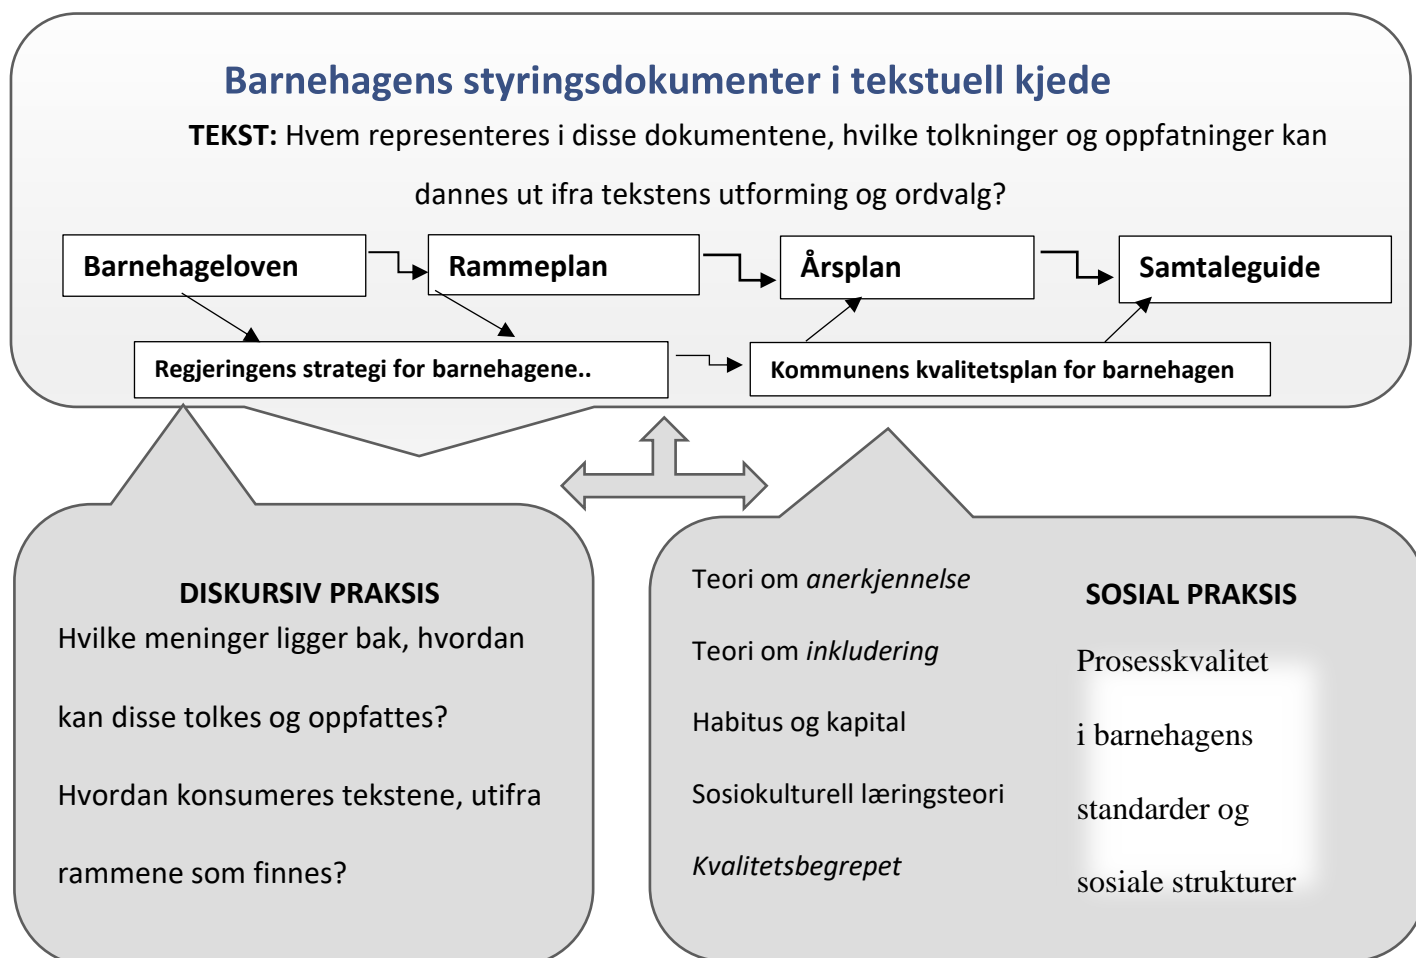 Barnehagens styringsdokumenter i tekstuell kjede
TEKST: Hvem representeres i disse dokumentene, hvilke tolkninger og oppfatninger kan
dannes ut ifra tekstens utforming og ordvalg?
Barnehageloven
Rammeplan
Årsplan
Samtaleguide
Regjeringens strategi for barnehagene..
Kommunens kvalitetsplan for barnehagen
DISKURSIV PRAKSIS
Hvilke meninger ligger bak, hvordan
kan disse tolkes og oppfattes?
Hvordan konsumeres tekstene, utifra
rammene som finnes?
Teori om anerkjennelse
Teori om inkludering
Habitus og kapital
Sosiokulturell læringsteori
Kvalitetsbegrepet
SOSIAL PRAKSIS
Prosesskvalitet
i barnehagens
standarder og
sosiale strukturer